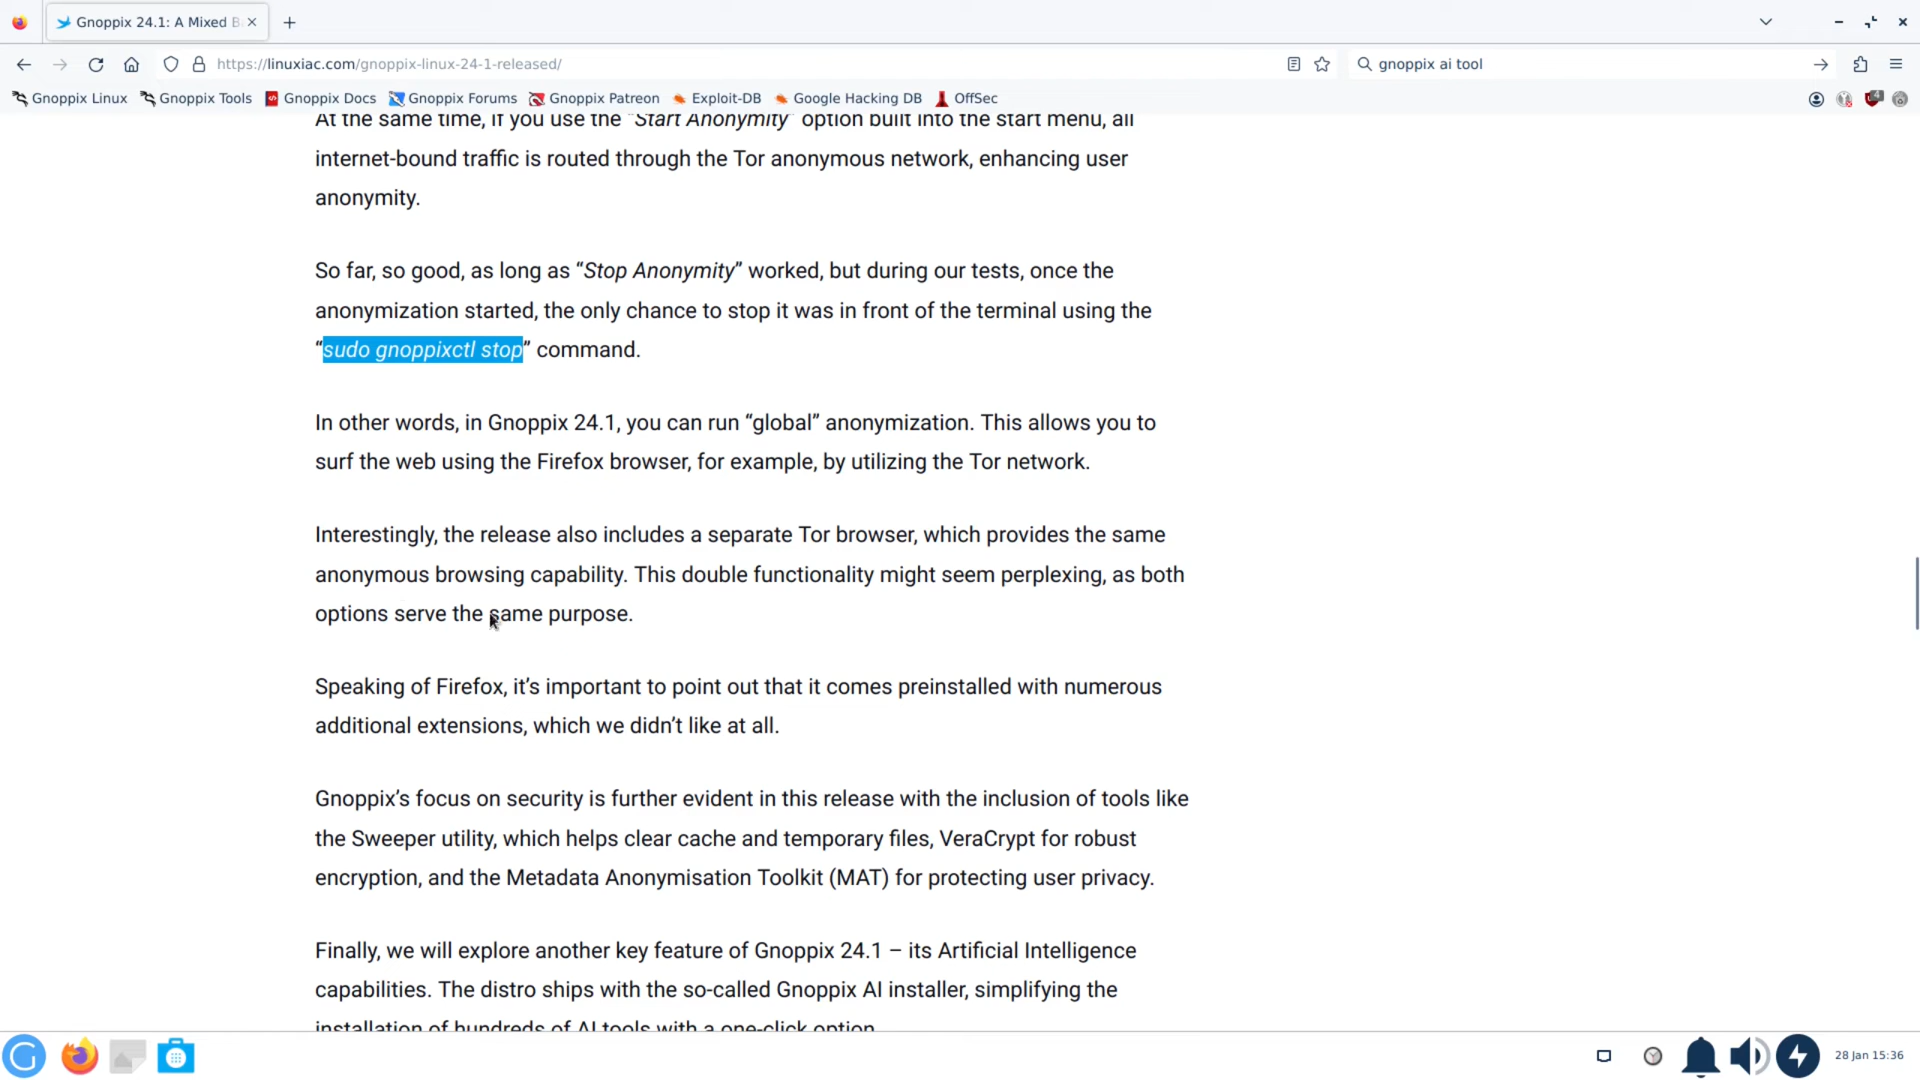 Gnoppix 24.1: A Mixed B
https://linuxiac.com/gnoppix-linux-24-1-released/
gnoppix ai tool
Gnoppix Linux
Gnoppix Tools
Gnoppix Docs
Gnoppix Forums
Gnoppix Patreon
Exploit-DB
Google Hacking DB
OffSec
4
At the same time, if you use the “Start Anonymity” option built into the start menu, all
internet-bound traffic is routed through the Tor anonymous network, enhancing user
anonymity.
So far, so good, as long as “Stop Anonymity” worked, but during our tests, once the
anonymization started, the only chance to stop it was in front of the terminal using the
“sudo gnoppixctl stop” command.
In other words, in Gnoppix 24.1, you can run “global” anonymization. This allows you to
surf the web using the Firefox browser, for example, by utilizing the Tor network.
Interestingly, the release also includes a separate Tor browser, which provides the same
anonymous browsing capability. This double functionality might seem perplexing, as both
options serve the same purpose.
Speaking of Firefox, it’s important to point out that it comes preinstalled with numerous
additional extensions, which we didn’t like at all.
Gnoppix’s focus on security is further evident in this release with the inclusion of tools like
the Sweeper utility, which helps clear cache and temporary files, VeraCrypt for robust
encryption, and the Metadata Anonymisation Toolkit (MAT) for protecting user privacy.
Finally, we will explore another key feature of Gnoppix 24.1 – its Artificial Intelligence
capabilities. The distro ships with the so-called Gnoppix AI installer, simplifying the
installation of hundreds of AI tools with a one-click option.
28 Jan 15:36